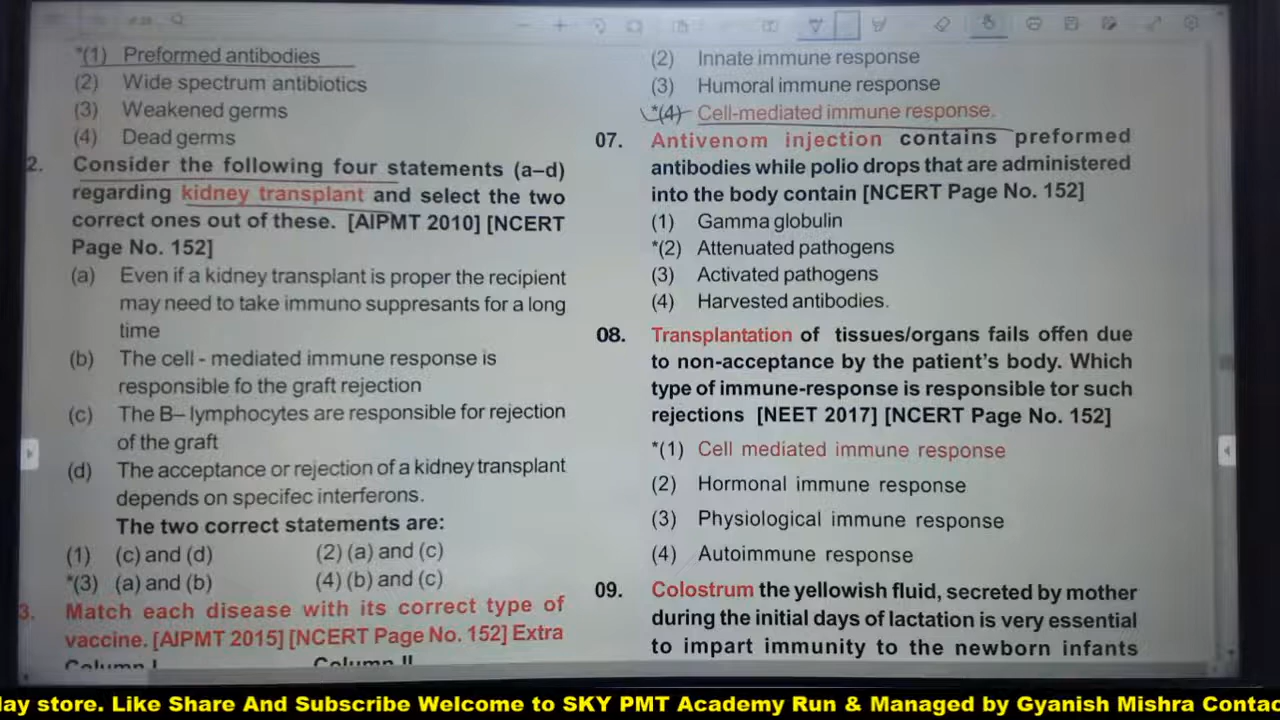 *(1) Preformed antibodies
(2) Wide spectrum antibiotics
(3) Weakened germs
(4) Dead germs
2. Consider the following four statements (a–d)
regarding kidney transplant and select the two
correct ones out of these. [AIPMT 2010] [NCERT
Page No. 152]
(a) Even if a kidney transplant is proper the recipient
may need to take immuno suppresants for a long
time
(b) The cell - mediated immune response is
responsible fo the graft rejection
(c) The B– lymphocytes are responsible for rejection
of the graft
(d) The acceptance or rejection of a kidney transplant
depends on specifec interferons.
The two correct statements are:
(1) (c) and (d) (2) (a) and (c)
*(3) (a) and (b) (4) (b) and (c)
3. Match each disease with its correct type of
vaccine. [AIPMT 2015] [NCERT Page No. 152] Extra
Column I Column II
(2) Innate immune response
(3) Humoral immune response
*(4) Cell-mediated immune response.
07. Antivenom injection contains preformed
antibodies while polio drops that are administered
into the body contain [NCERT Page No. 152]
(1) Gamma globulin
*(2) Attenuated pathogens
(3) Activated pathogens
(4) Harvested antibodies.
08. Transplantation of tissues/organs fails offen due
to non-acceptance by the patient's body. Which
type of immune-response is responsible tor such
rejections [NEET 2017] [NCERT Page No. 152]
*(1) Cell mediated immune response
(2) Hormonal immune response
(3) Physiological immune response
(4) Autoimmune response
09. Colostrum the yellowish fluid, secreted by mother
during the initial days of lactation is very essential
to impart immunity to the newborn infants
lay store. Like Share And Subscribe Welcome to SKY PMT Academy Run & Managed by Gyanish Mishra Contac